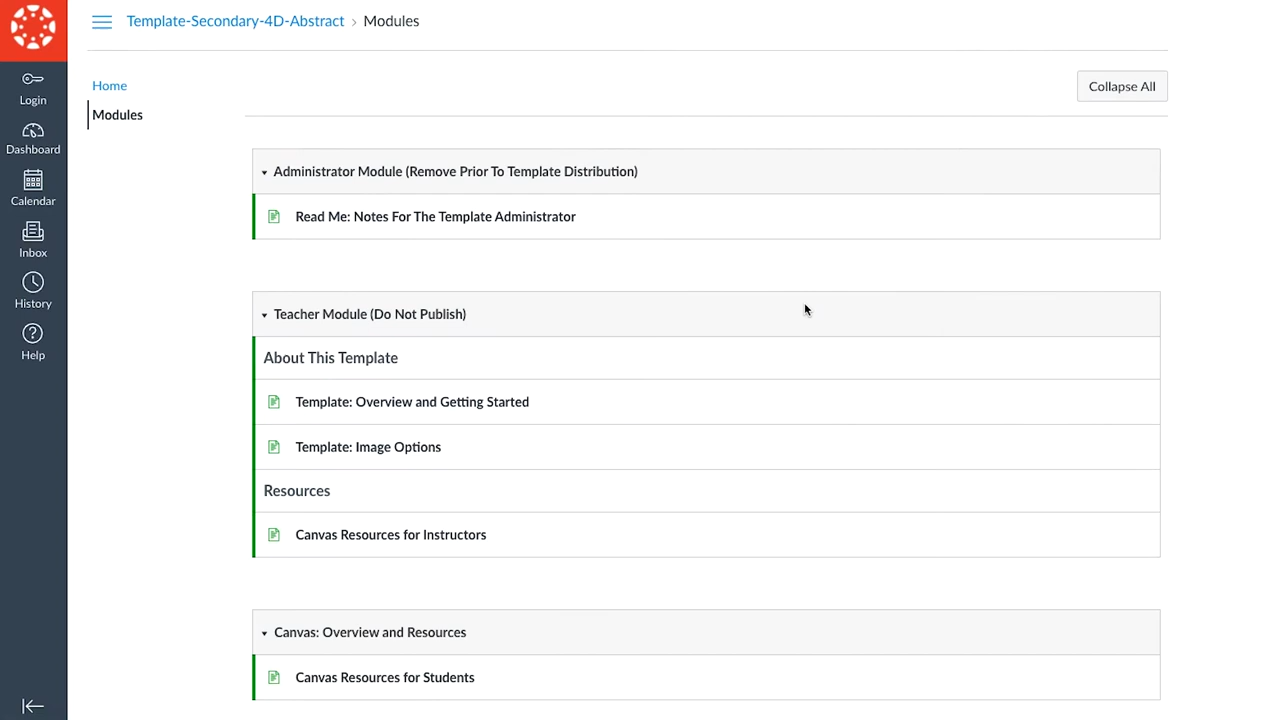 Template-Secondary-4D-Abstract › Modules
Login
Dashboard
Calendar
Inbox
History
Help
Home
Modules
Collapse All
Administrator Module (Remove Prior To Template Distribution)
Read Me: Notes For The Template Administrator
Teacher Module (Do Not Publish)
About This Template
Template: Overview and Getting Started
Template: Image Options
Resources
Canvas Resources for Instructors
Canvas: Overview and Resources
Canvas Resources for Students